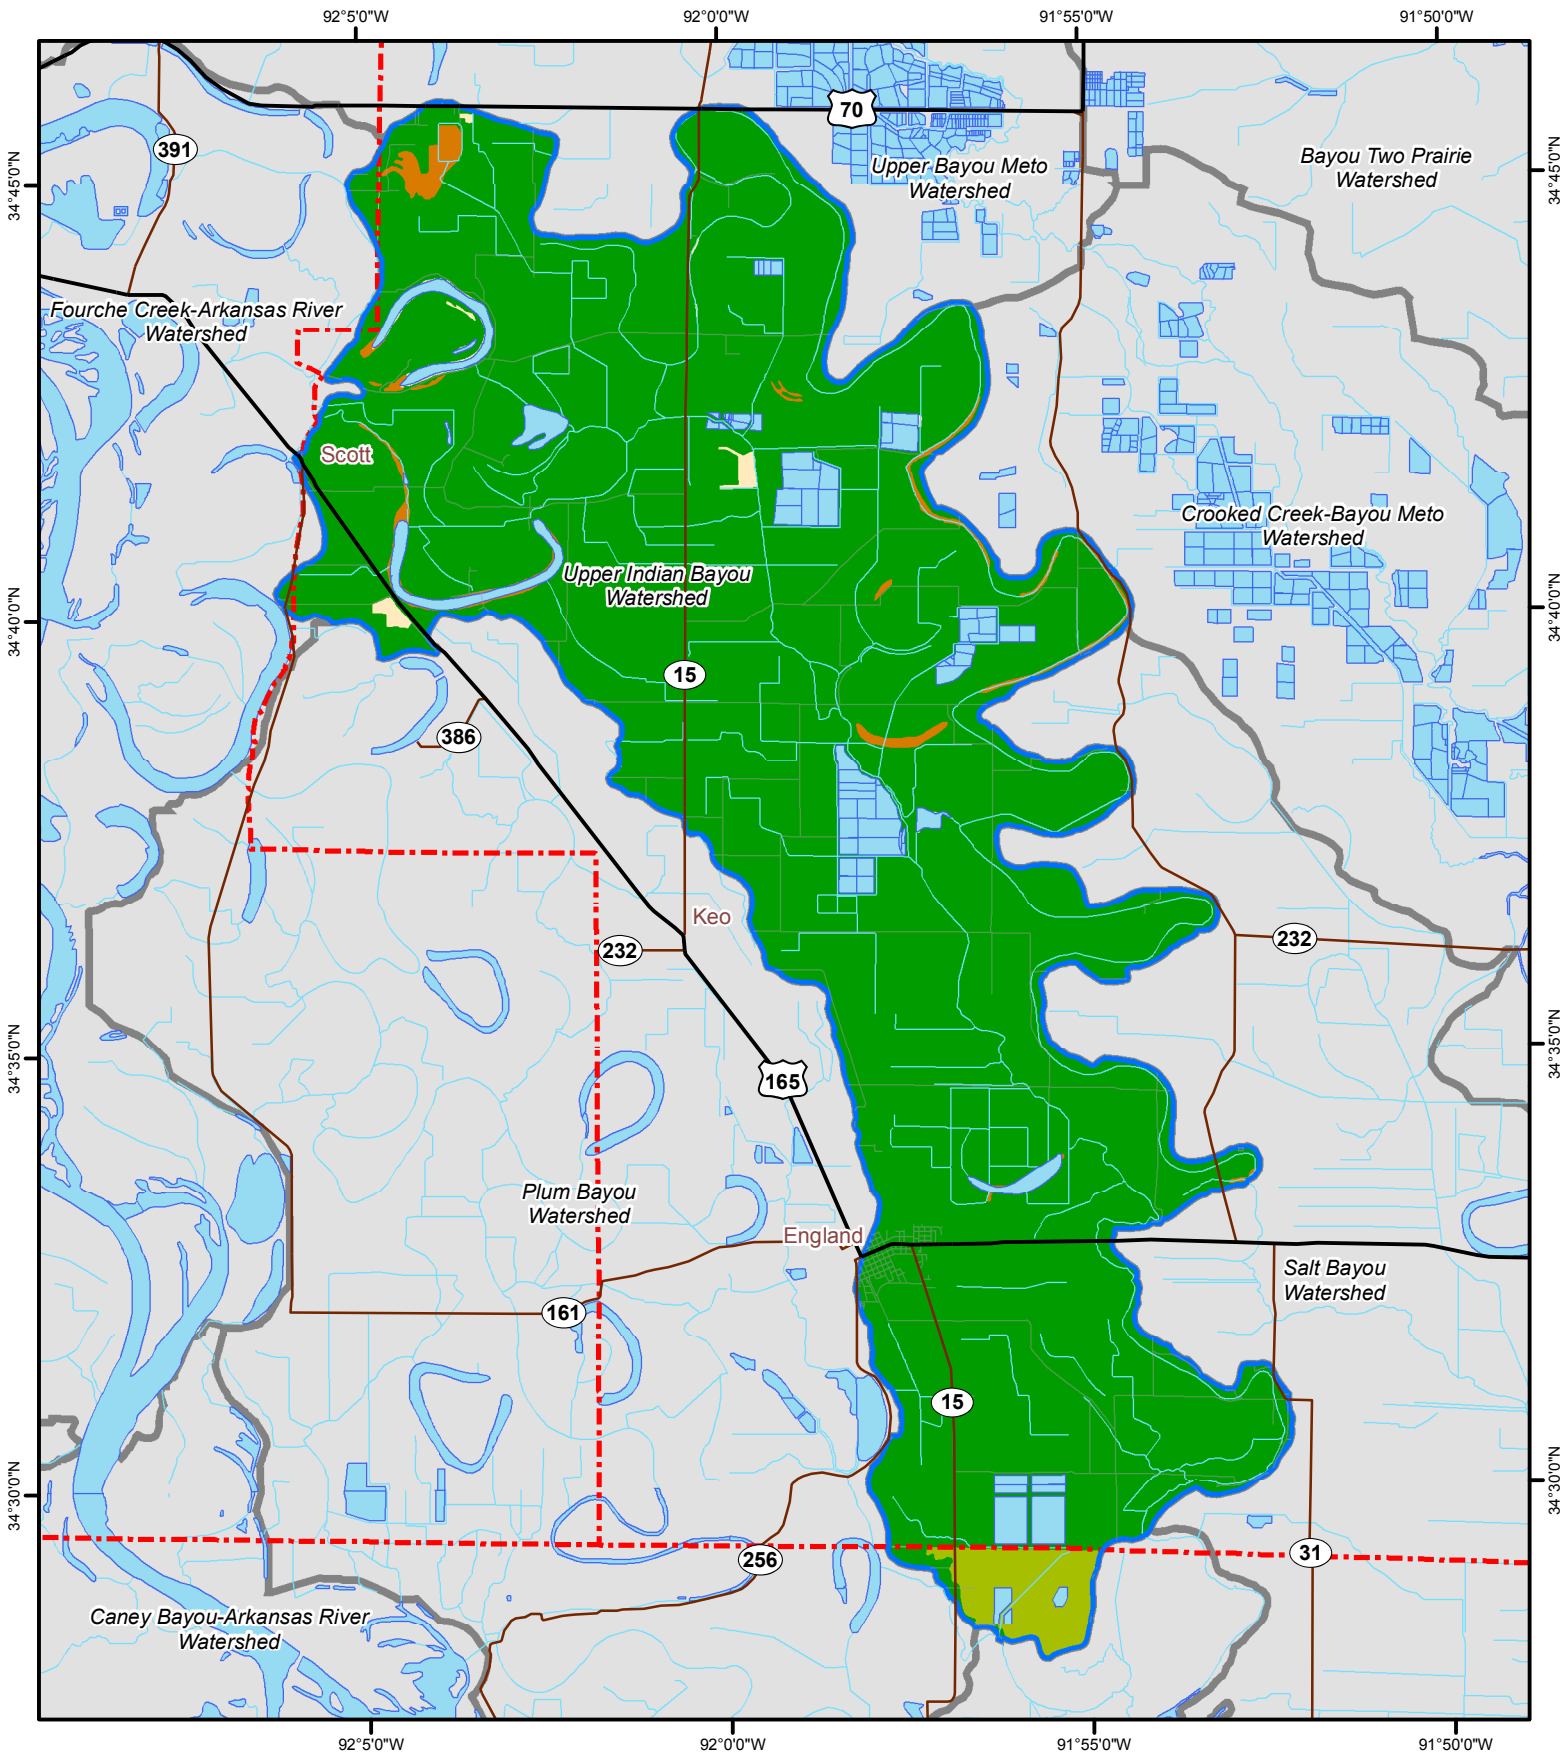 92°5'0"W
92°0'0"W
91°55'0"W
91°50'0"W
70
391
Upper Bayou Meto
Watershed
Bayou Two Prairie
Watershed
34°45'0"N
34°45'0"N
Fourche Creek-Arkansas River
Watershed
Scott
Crooked Creek-Bayou Meto
Watershed
Upper Indian Bayou
Watershed
34°40'0"N
34°40'0"N
15
386
Keo
232
232
34°35'0"N
34°35'0"N
165
Plum Bayou
Watershed
England
Salt Bayou
Watershed
161
15
34°30'0"N
34°30'0"N
256
31
Caney Bayou-Arkansas River
Watershed
92°5'0"W
92°0'0"W
91°55'0"W
91°50'0"W